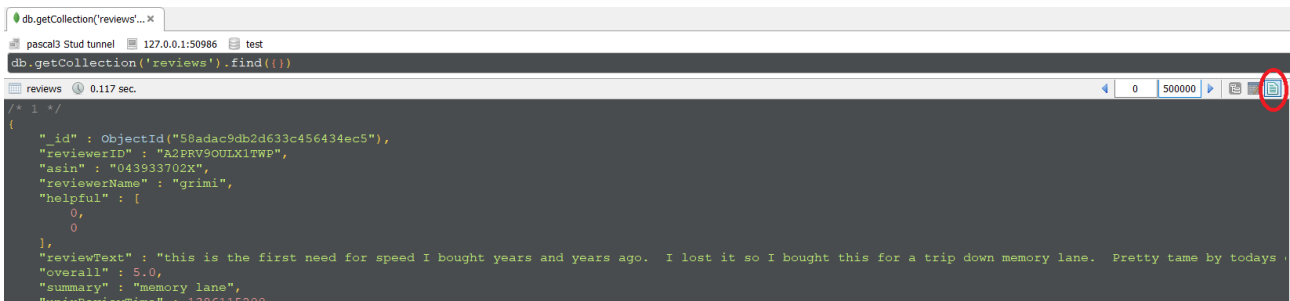 db.getCollection('reviews'... ×
pascal3 Stud tunnel 127.0.0.1:50986 test
db.getCollection('reviews').find({})
reviews 0.117 sec. 0 500000
/* 1 */
{
"_id" : ObjectId("58adac9db2d633c456434ec5"),
"reviewerID" : "A2PRV9OULX1TWP",
"asin" : "043933702X",
"reviewerName" : "grimi",
"helpful" : [
0,
0
],
"reviewText" : "this is the first need for speed I bought years and years ago.  I lost it so I bought this for a trip down memory lane.  Pretty tame by todays
"overall" : 5.0,
"summary" : "memory lane",